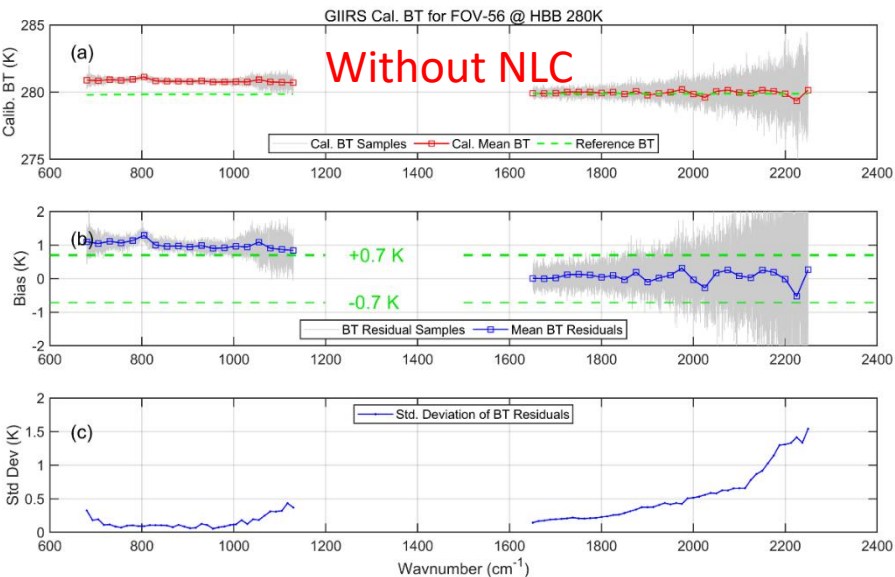 GIIRS Cal. BT for FOV-56 @ HBB 280K
285
280
275
Calib. BT (K)
(a)
Without NLC
Cal. BT Samples Cal. Mean BT Reference BT
600 800 1000 1200 1400 1600 1800 2000 2200 2400
2
1
0
-1
-2
Bias (K)
(b)
+0.7 K
-0.7 K
BT Residual Samples Mean BT Residuals
600 800 1000 1200 1400 1600 1800 2000 2200 2400
2
1.5
1
0.5
0
Std Dev (K)
(c)
Std. Deviation of BT Residuals
600 800 1000 1200 1400 1600 1800 2000 2200 2400
Wavnumber (cm⁻¹)